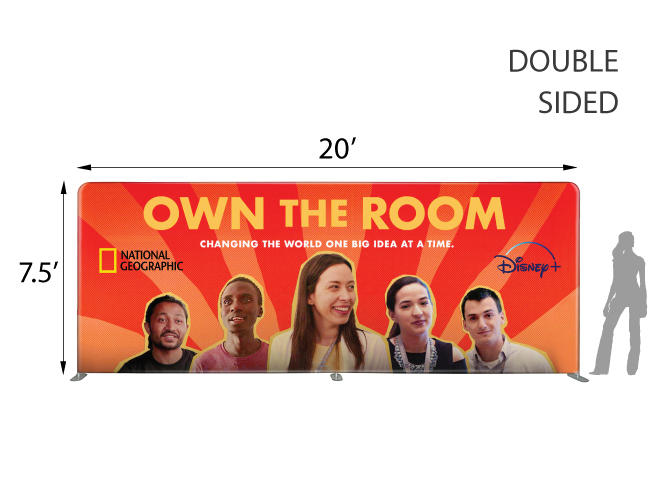 DOUBLE
SIDED
20’
7.5’
OWN THE ROOM
CHANGING THE WORLD ONE BIG IDEA AT A TIME.
NATIONAL
GEOGRAPHIC
Disney+